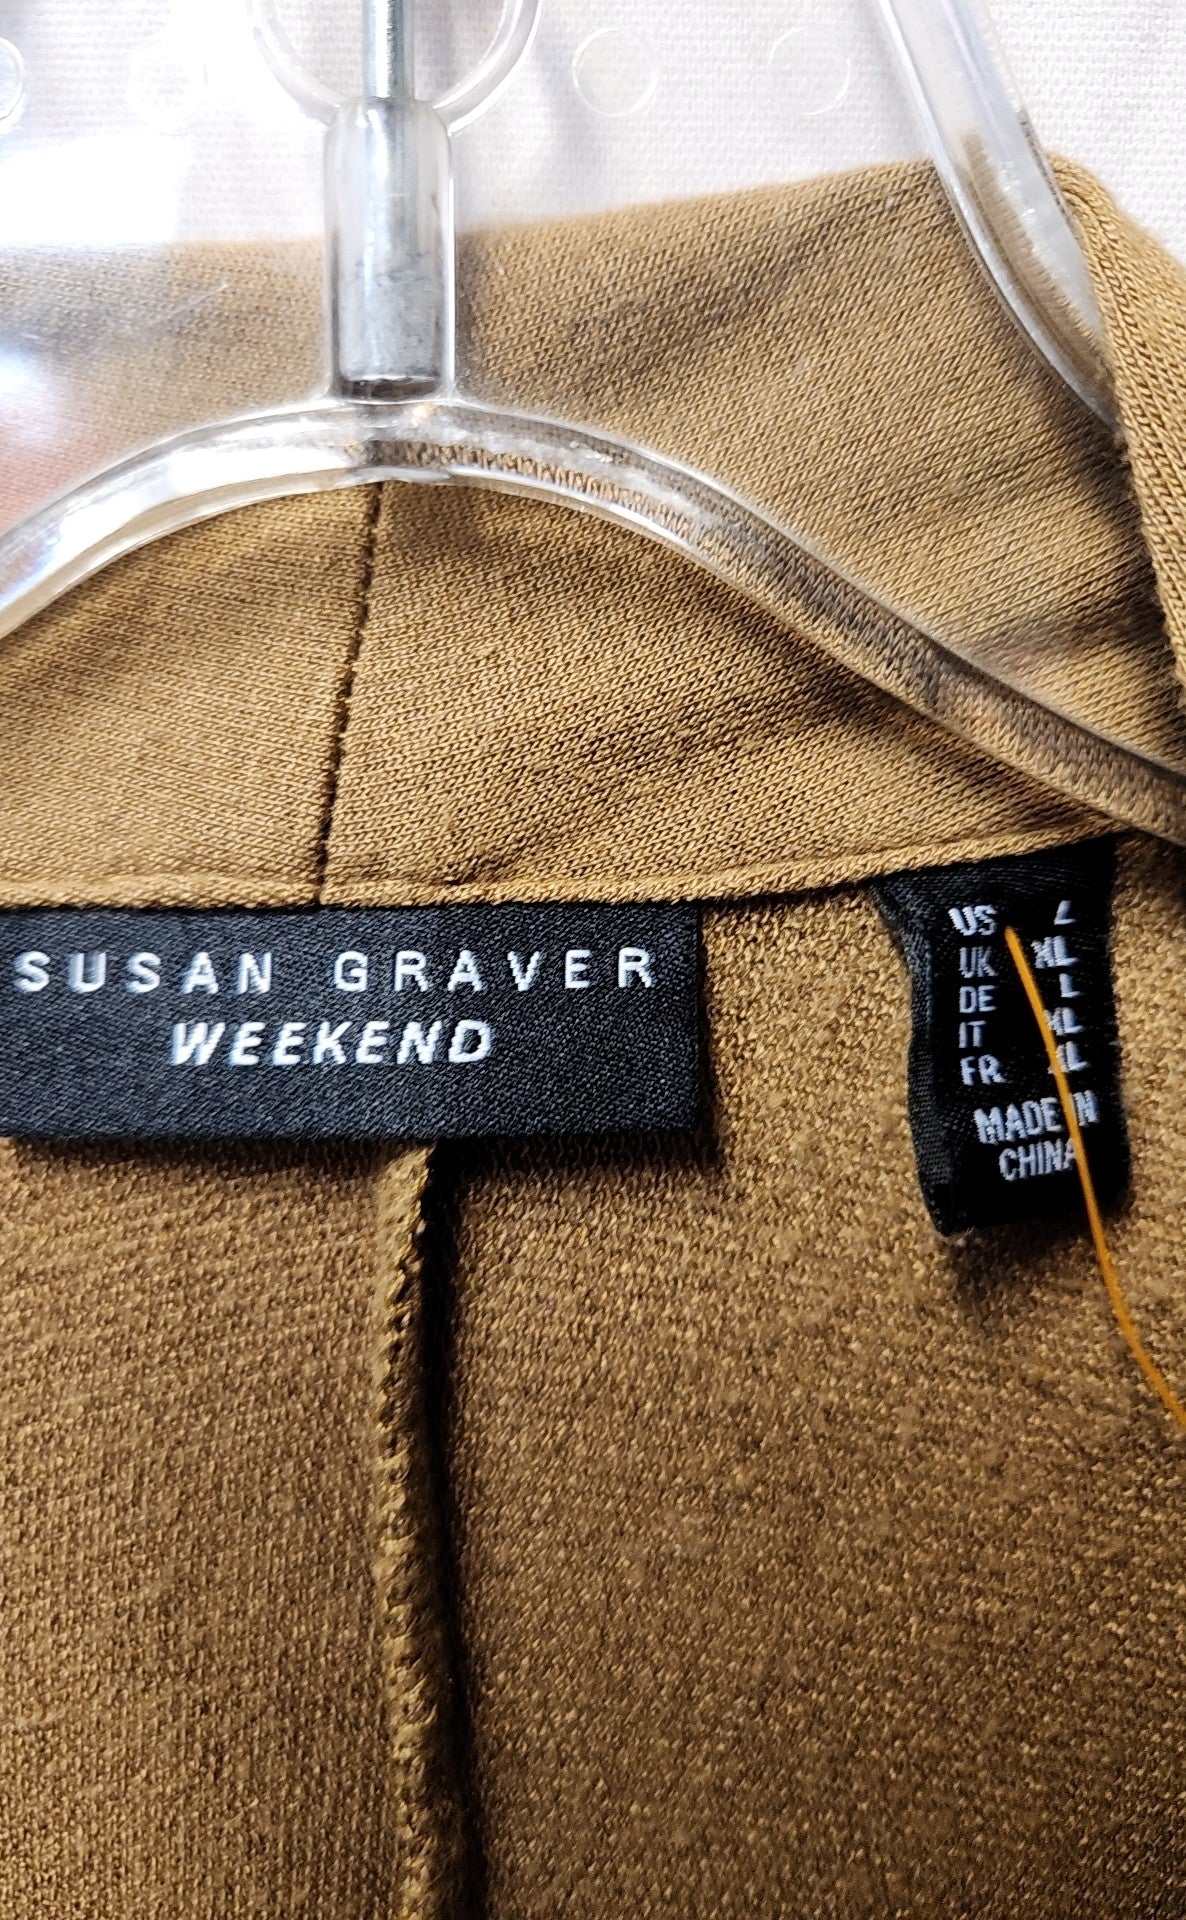 SUSAN GRAVER
WEEKEND
US L
UK XL
DE L
IT XL
FR XL
MADE IN
CHINA